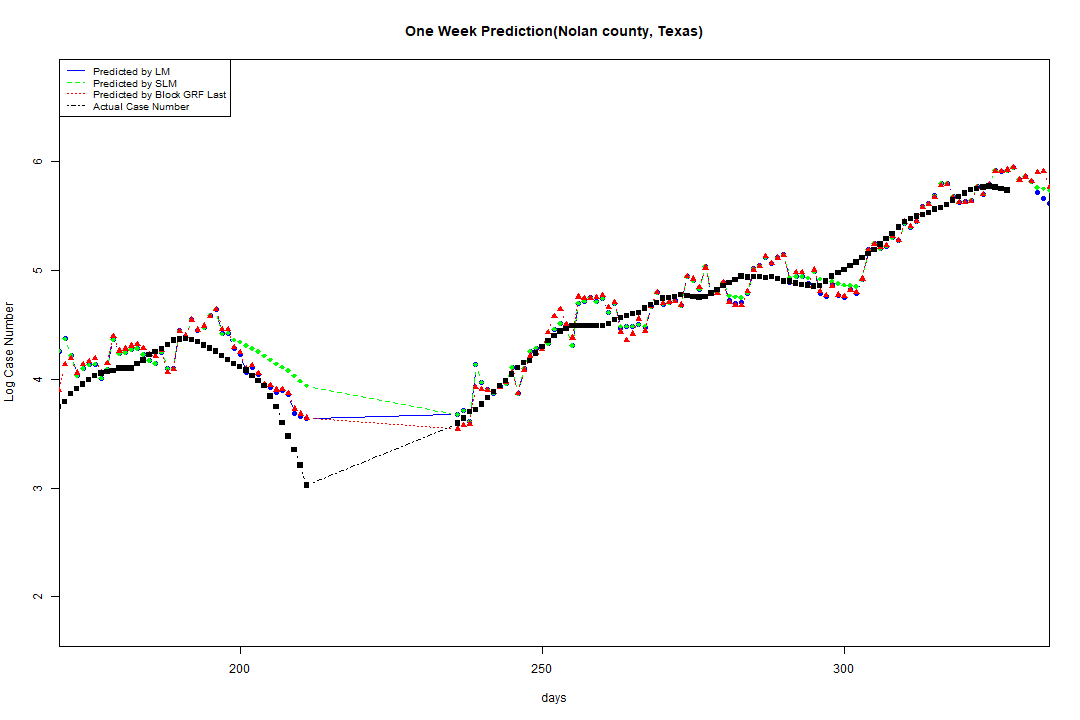 One Week Prediction(Nolan county, Texas)
Predicted by LM
Predicted by SLM
Predicted by Block GRF Last
Actual Case Number
6
5
4
3
2
Log Case Number
200
250
300
days